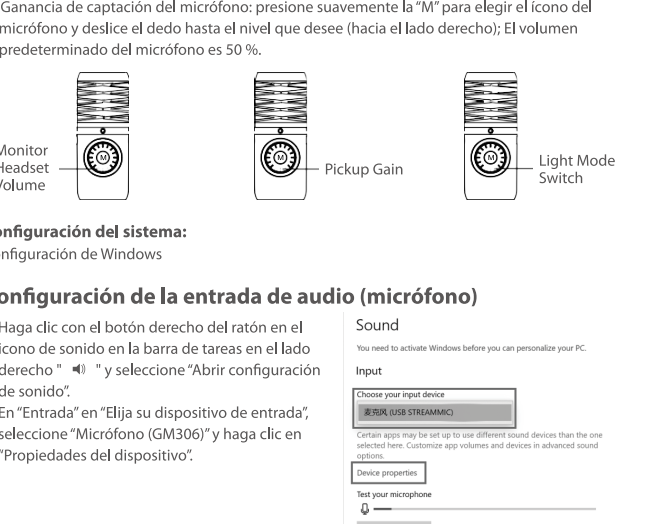 Ganancia de captación del micrófono: presione suavemente la “M” para elegir el ícono del
micrófono y deslice el dedo hasta el nivel que desee (hacia el lado derecho); El volumen
predeterminado del micrófono es 50 %.
Monitor
Headset
Volume
M
M
Pickup Gain
M
Light Mode
Switch
onfiguración del sistema:
onfiguración de Windows
onfiguración de la entrada de audio (micrófono)
Haga clic con el botón derecho del ratón en el
icono de sonido en la barra de tareas en el lado
derecho " " y seleccione “Abrir configuración
de sonido”.
En “Entrada” en “Elija su dispositivo de entrada”,
seleccione “Micrófono (GM306)” y haga clic en
“Propiedades del dispositivo”.
Sound
You need to activate Windows before you can personalize your PC.
Input
Choose your input device
麦克风 (USB STREAMMIC)
Certain apps may be set up to use different sound devices than the one
selected here. Customize app volumes and devices in advanced sound
options.
Device properties
Test your microphone